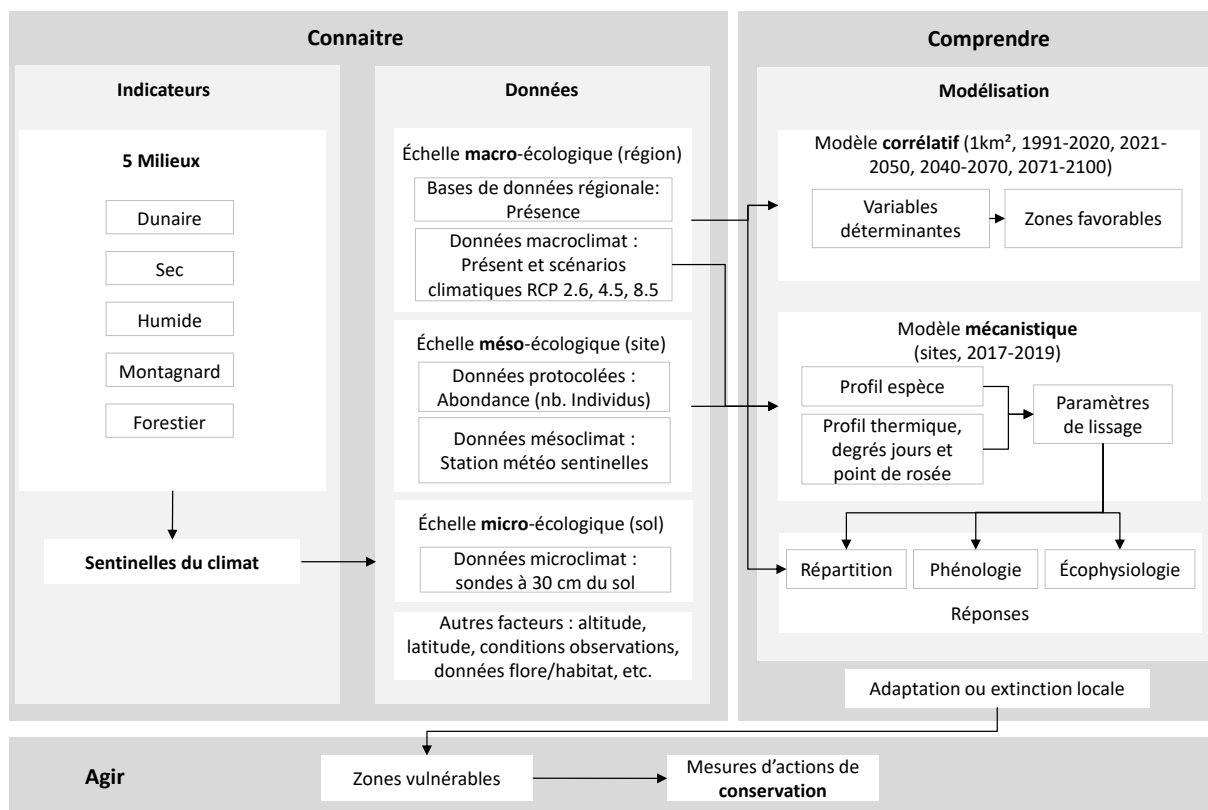 Connaitre
Indicateurs
5 Milieux
Dunaire
Sec
Humide
Montagnard
Forestier
Sentinelles du climat
Données
Échelle macro-écologique (région)
Bases de données régionale:
Présence
Données macroclimat :
Présent et scénarios
climatiques RCP 2.6, 4.5, 8.5
Échelle méso-écologique (site)
Données protocolées :
Abondance (nb. Individus)
Données mésoclimat :
Station météo sentinelles
Échelle micro-écologique (sol)
Données microclimat :
sondes à 30 cm du sol
Autres facteurs : altitude,
latitude, conditions observations,
données flore/habitat, etc.
Comprendre
Modélisation
Modèle corrélatif (1km², 1991-2020, 2021-
2050, 2040-2070, 2071-2100)
Variables
déterminantes
Zones favorables
Modèle mécanistique
(sites, 2017-2019)
Profil espèce
Profil thermique,
degrés jours et
point de rosée
Paramètres
de lissage
Répartition
Phénologie
Écophysiologie
Réponses
Adaptation ou extinction locale
Agir
Zones vulnérables
Mesures d'actions de
conservation